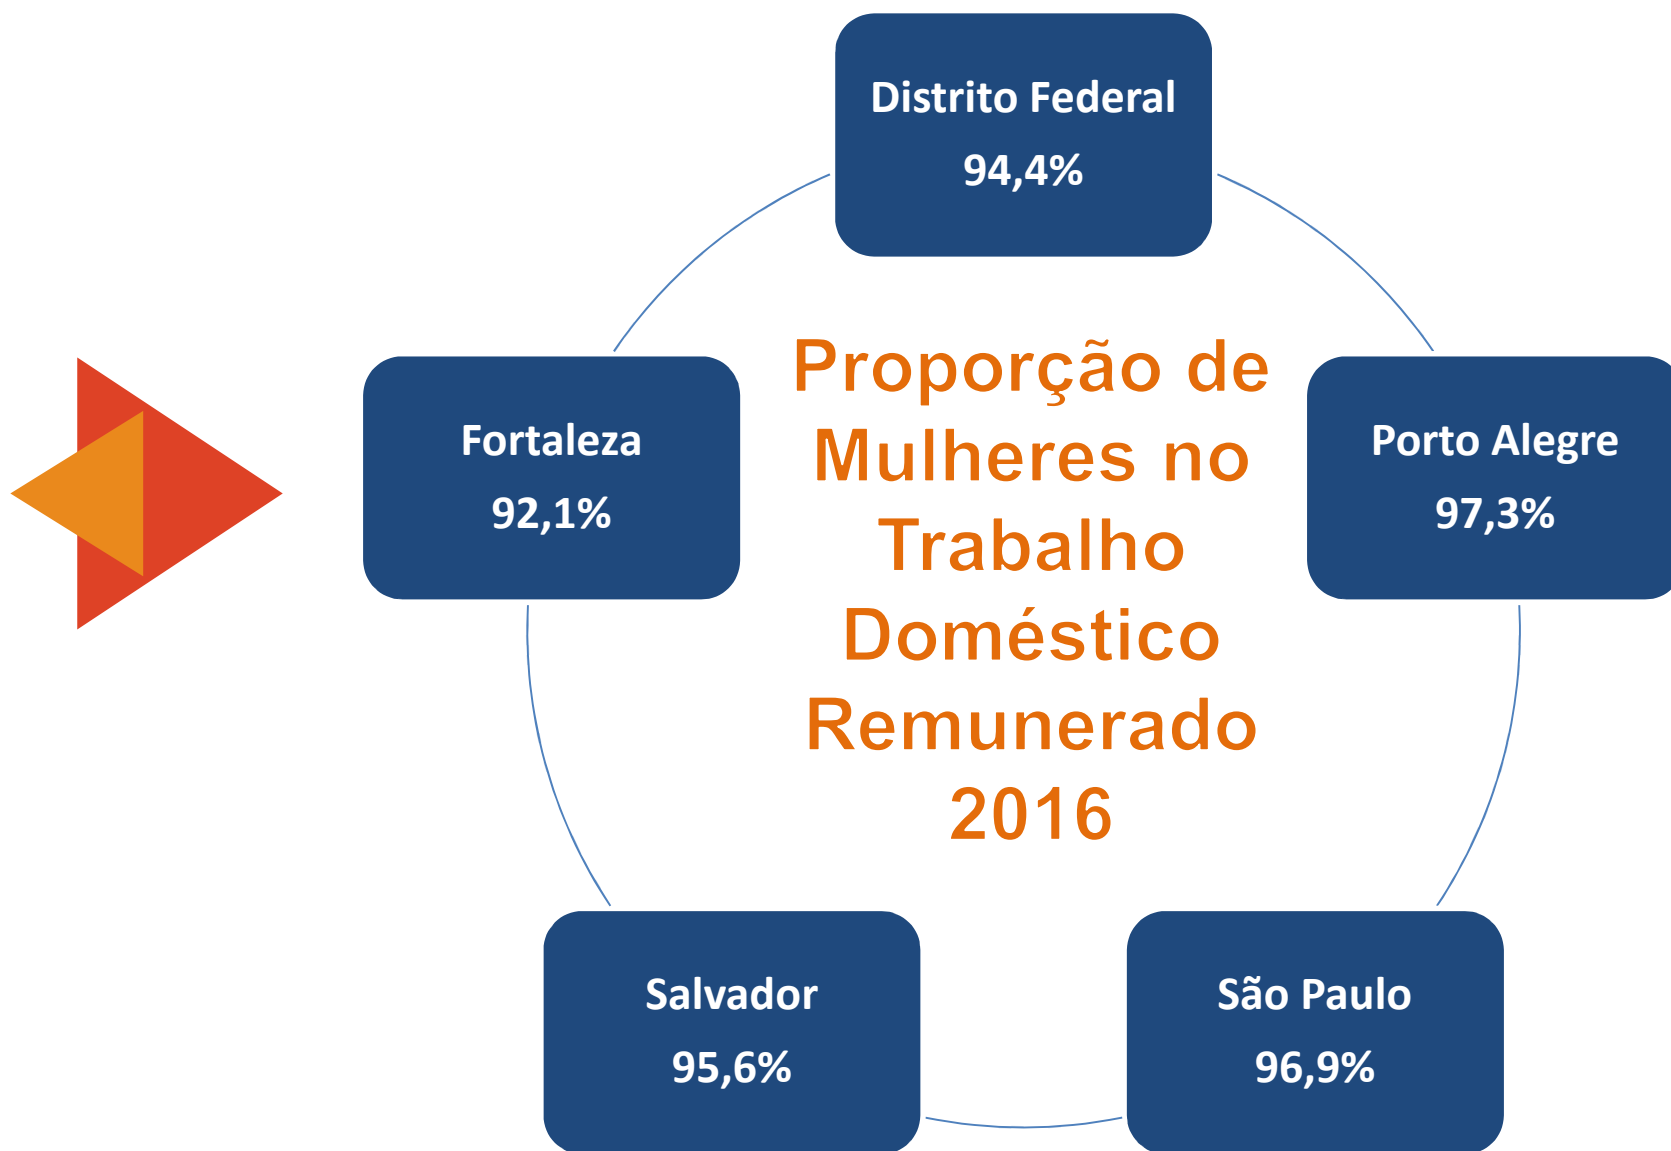 Distrito Federal
94,4%
Proporção de
Mulheres no
Trabalho
Doméstico
Remunerado
2016
Fortaleza
92,1%
Porto Alegre
97,3%
Salvador
95,6%
São Paulo
96,9%